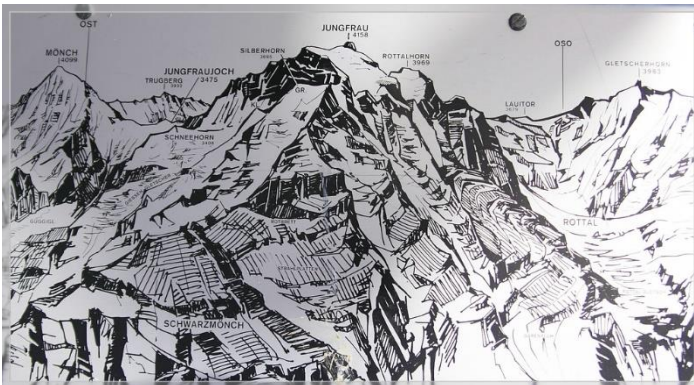 OST
MÖNCH
4099
TRUGBERG
JUNGFRAUJOCH
3475
SILBERHORN
JUNGFRAU
4158
ROTTALHORN
3969
OSO
GLETSCHERHORN
3983
LAUITOR
KL.
GR.
SCHNEEHORN
ROTTAL
SCHWARZMÖNCH